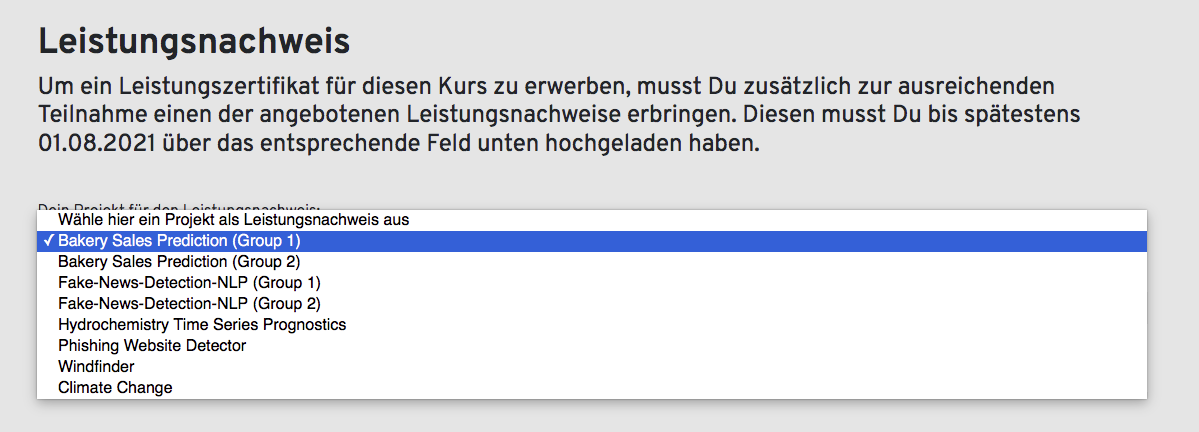 Leistungsnachweis
Um ein Leistungszertifikat für diesen Kurs zu erwerben, musst Du zusätzlich zur ausreichenden
Teilnahme einen der angebotenen Leistungsnachweise erbringen. Diesen musst Du bis spätestens
01.08.2021 über das entsprechende Feld unten hochgeladen haben.
Dein Projekt für den Leistungsnachweis:
Wähle hier ein Projekt als Leistungsnachweis aus
✓ Bakery Sales Prediction (Group 1)
Bakery Sales Prediction (Group 2)
Fake-News-Detection-NLP (Group 1)
Fake-News-Detection-NLP (Group 2)
Hydrochemistry Time Series Prognostics
Phishing Website Detector
Windfinder
Climate Change